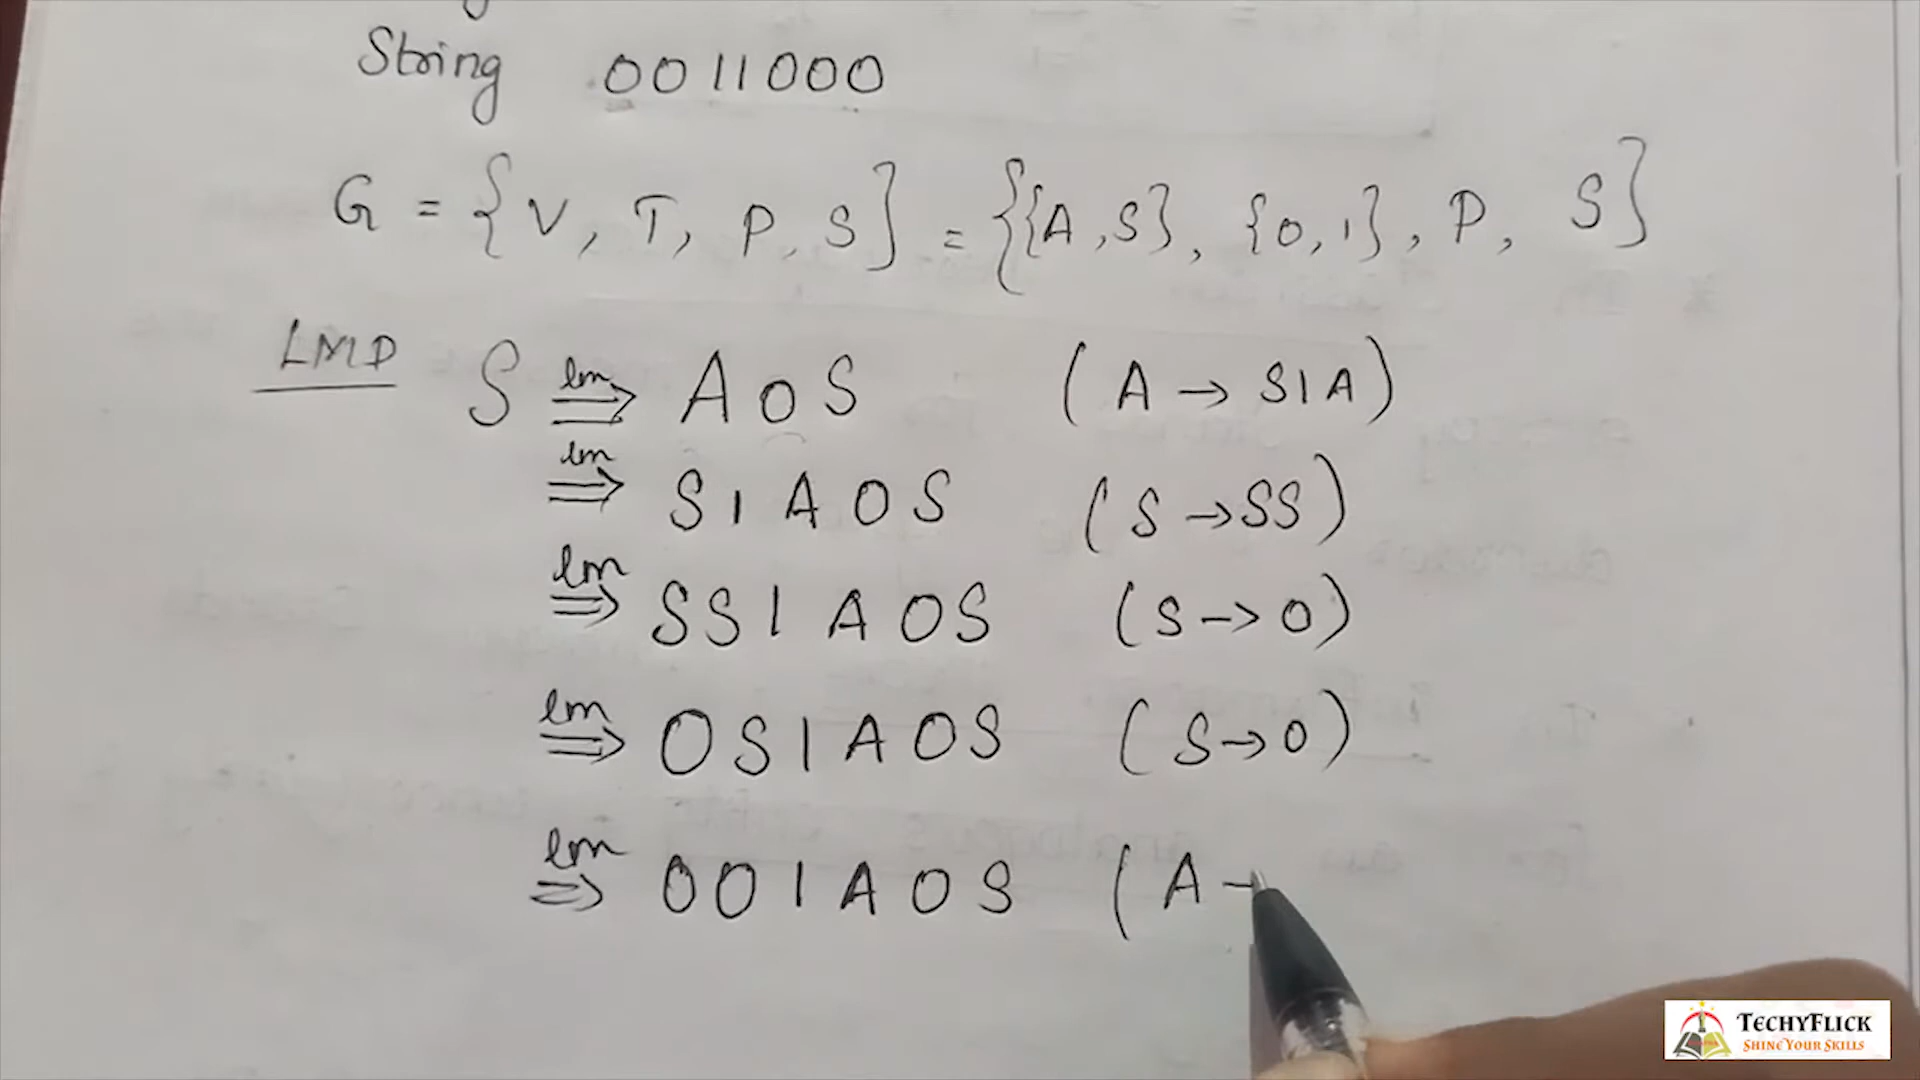 String 0011000
G = {V, T, P, S} = {{A, S}, {0, 1}, P, S}
LMD S lm⇒ A0S (A → S1A)
lm⇒ S1A0S (S → SS)
lm⇒ SS1A0S (S → 0)
lm⇒ 0S1A0S (S → 0)
lm⇒ 001A0S (A →
TECHYFLICK
SHINE YOUR SKILLS